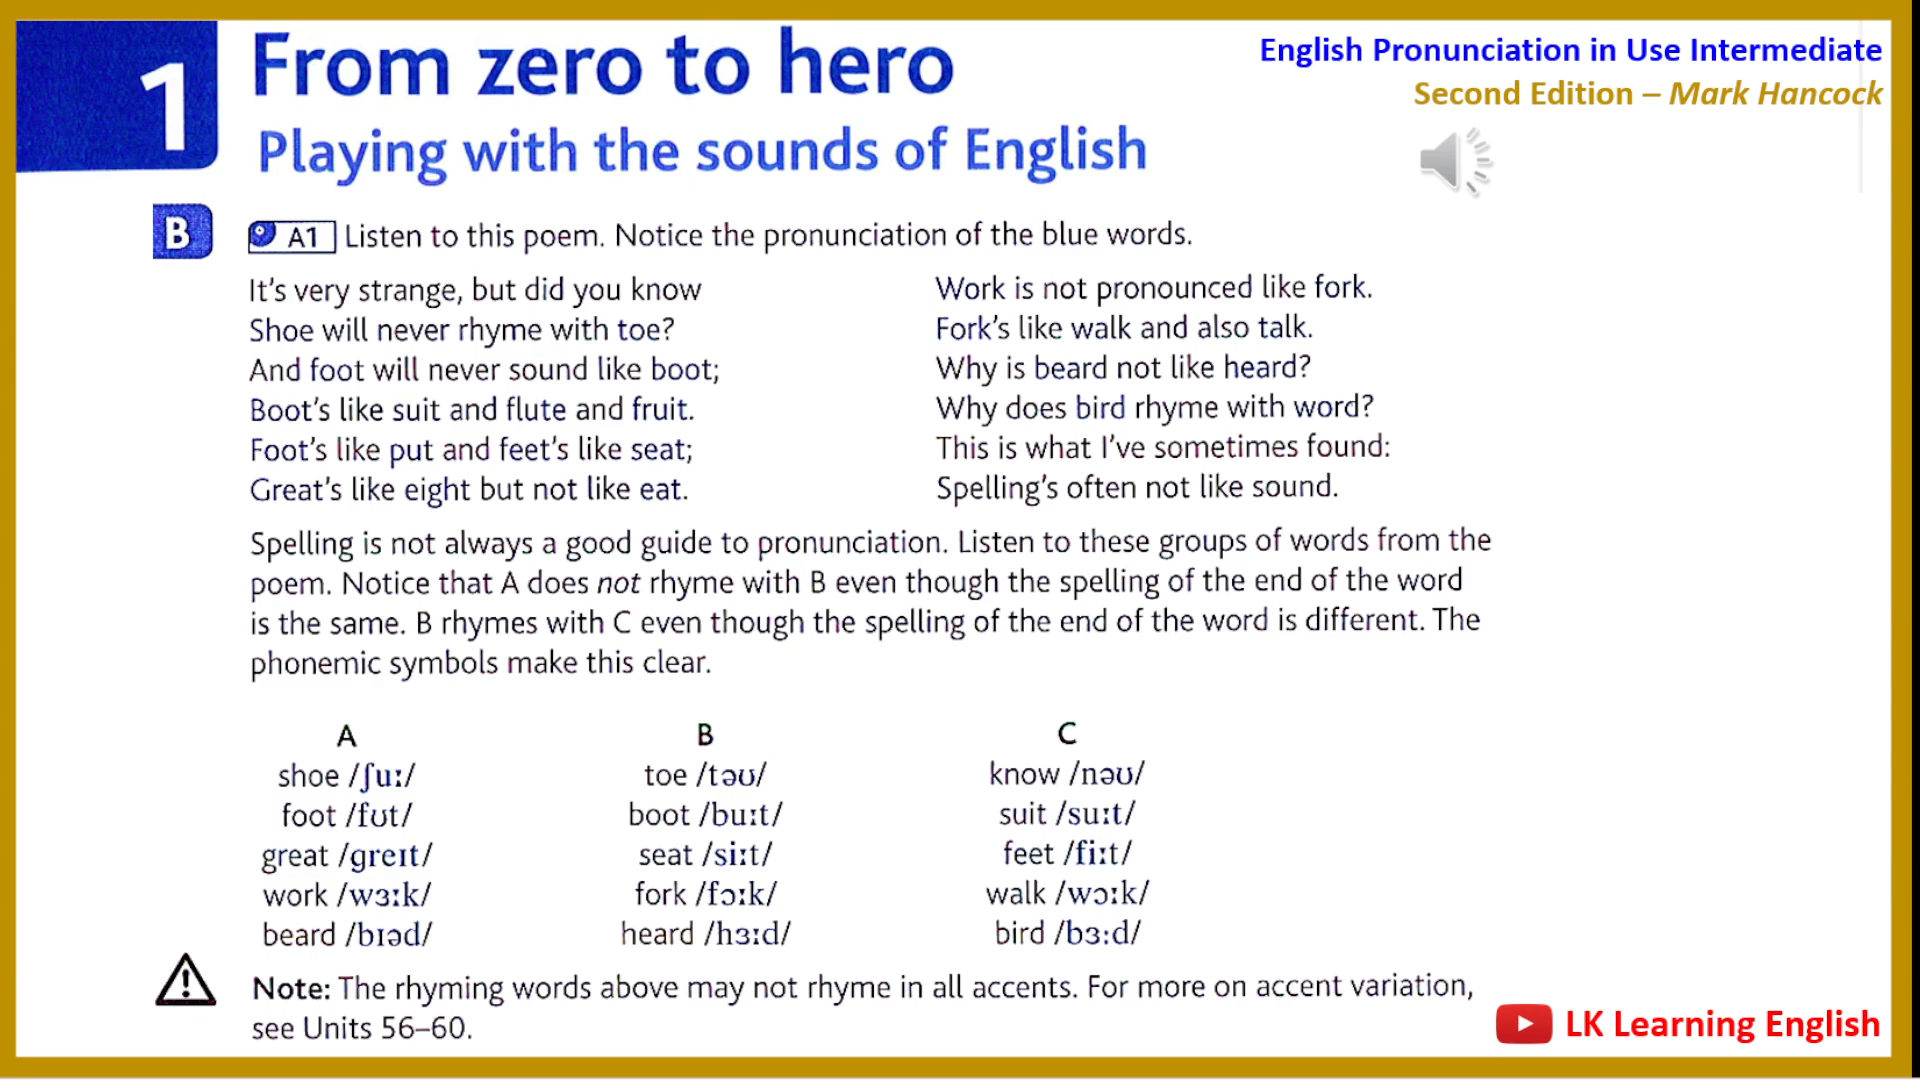 1
From zero to hero
Playing with the sounds of English
English Pronunciation in Use Intermediate
Second Edition – Mark Hancock
B
A1 Listen to this poem. Notice the pronunciation of the blue words.
It's very strange, but did you know
Shoe will never rhyme with toe?
And foot will never sound like boot;
Boot's like suit and flute and fruit.
Foot's like put and feet's like seat;
Great's like eight but not like eat.
Work is not pronounced like fork.
Fork's like walk and also talk.
Why is beard not like heard?
Why does bird rhyme with word?
This is what I've sometimes found:
Spelling's often not like sound.
Spelling is not always a good guide to pronunciation. Listen to these groups of words from the
poem. Notice that A does not rhyme with B even though the spelling of the end of the word
is the same. B rhymes with C even though the spelling of the end of the word is different. The
phonemic symbols make this clear.
A B C
shoe /ʃuː/ toe /təʊ/ know /nəʊ/
foot /fʊt/ boot /buːt/ suit /suːt/
great /greɪt/ seat /siːt/ feet /fiːt/
work /wɜːk/ fork /fɔːk/ walk /wɔːk/
beard /bɪəd/ heard /hɜːd/ bird /bɜːd/
Note: The rhyming words above may not rhyme in all accents. For more on accent variation,
see Units 56–60.
LK Learning English